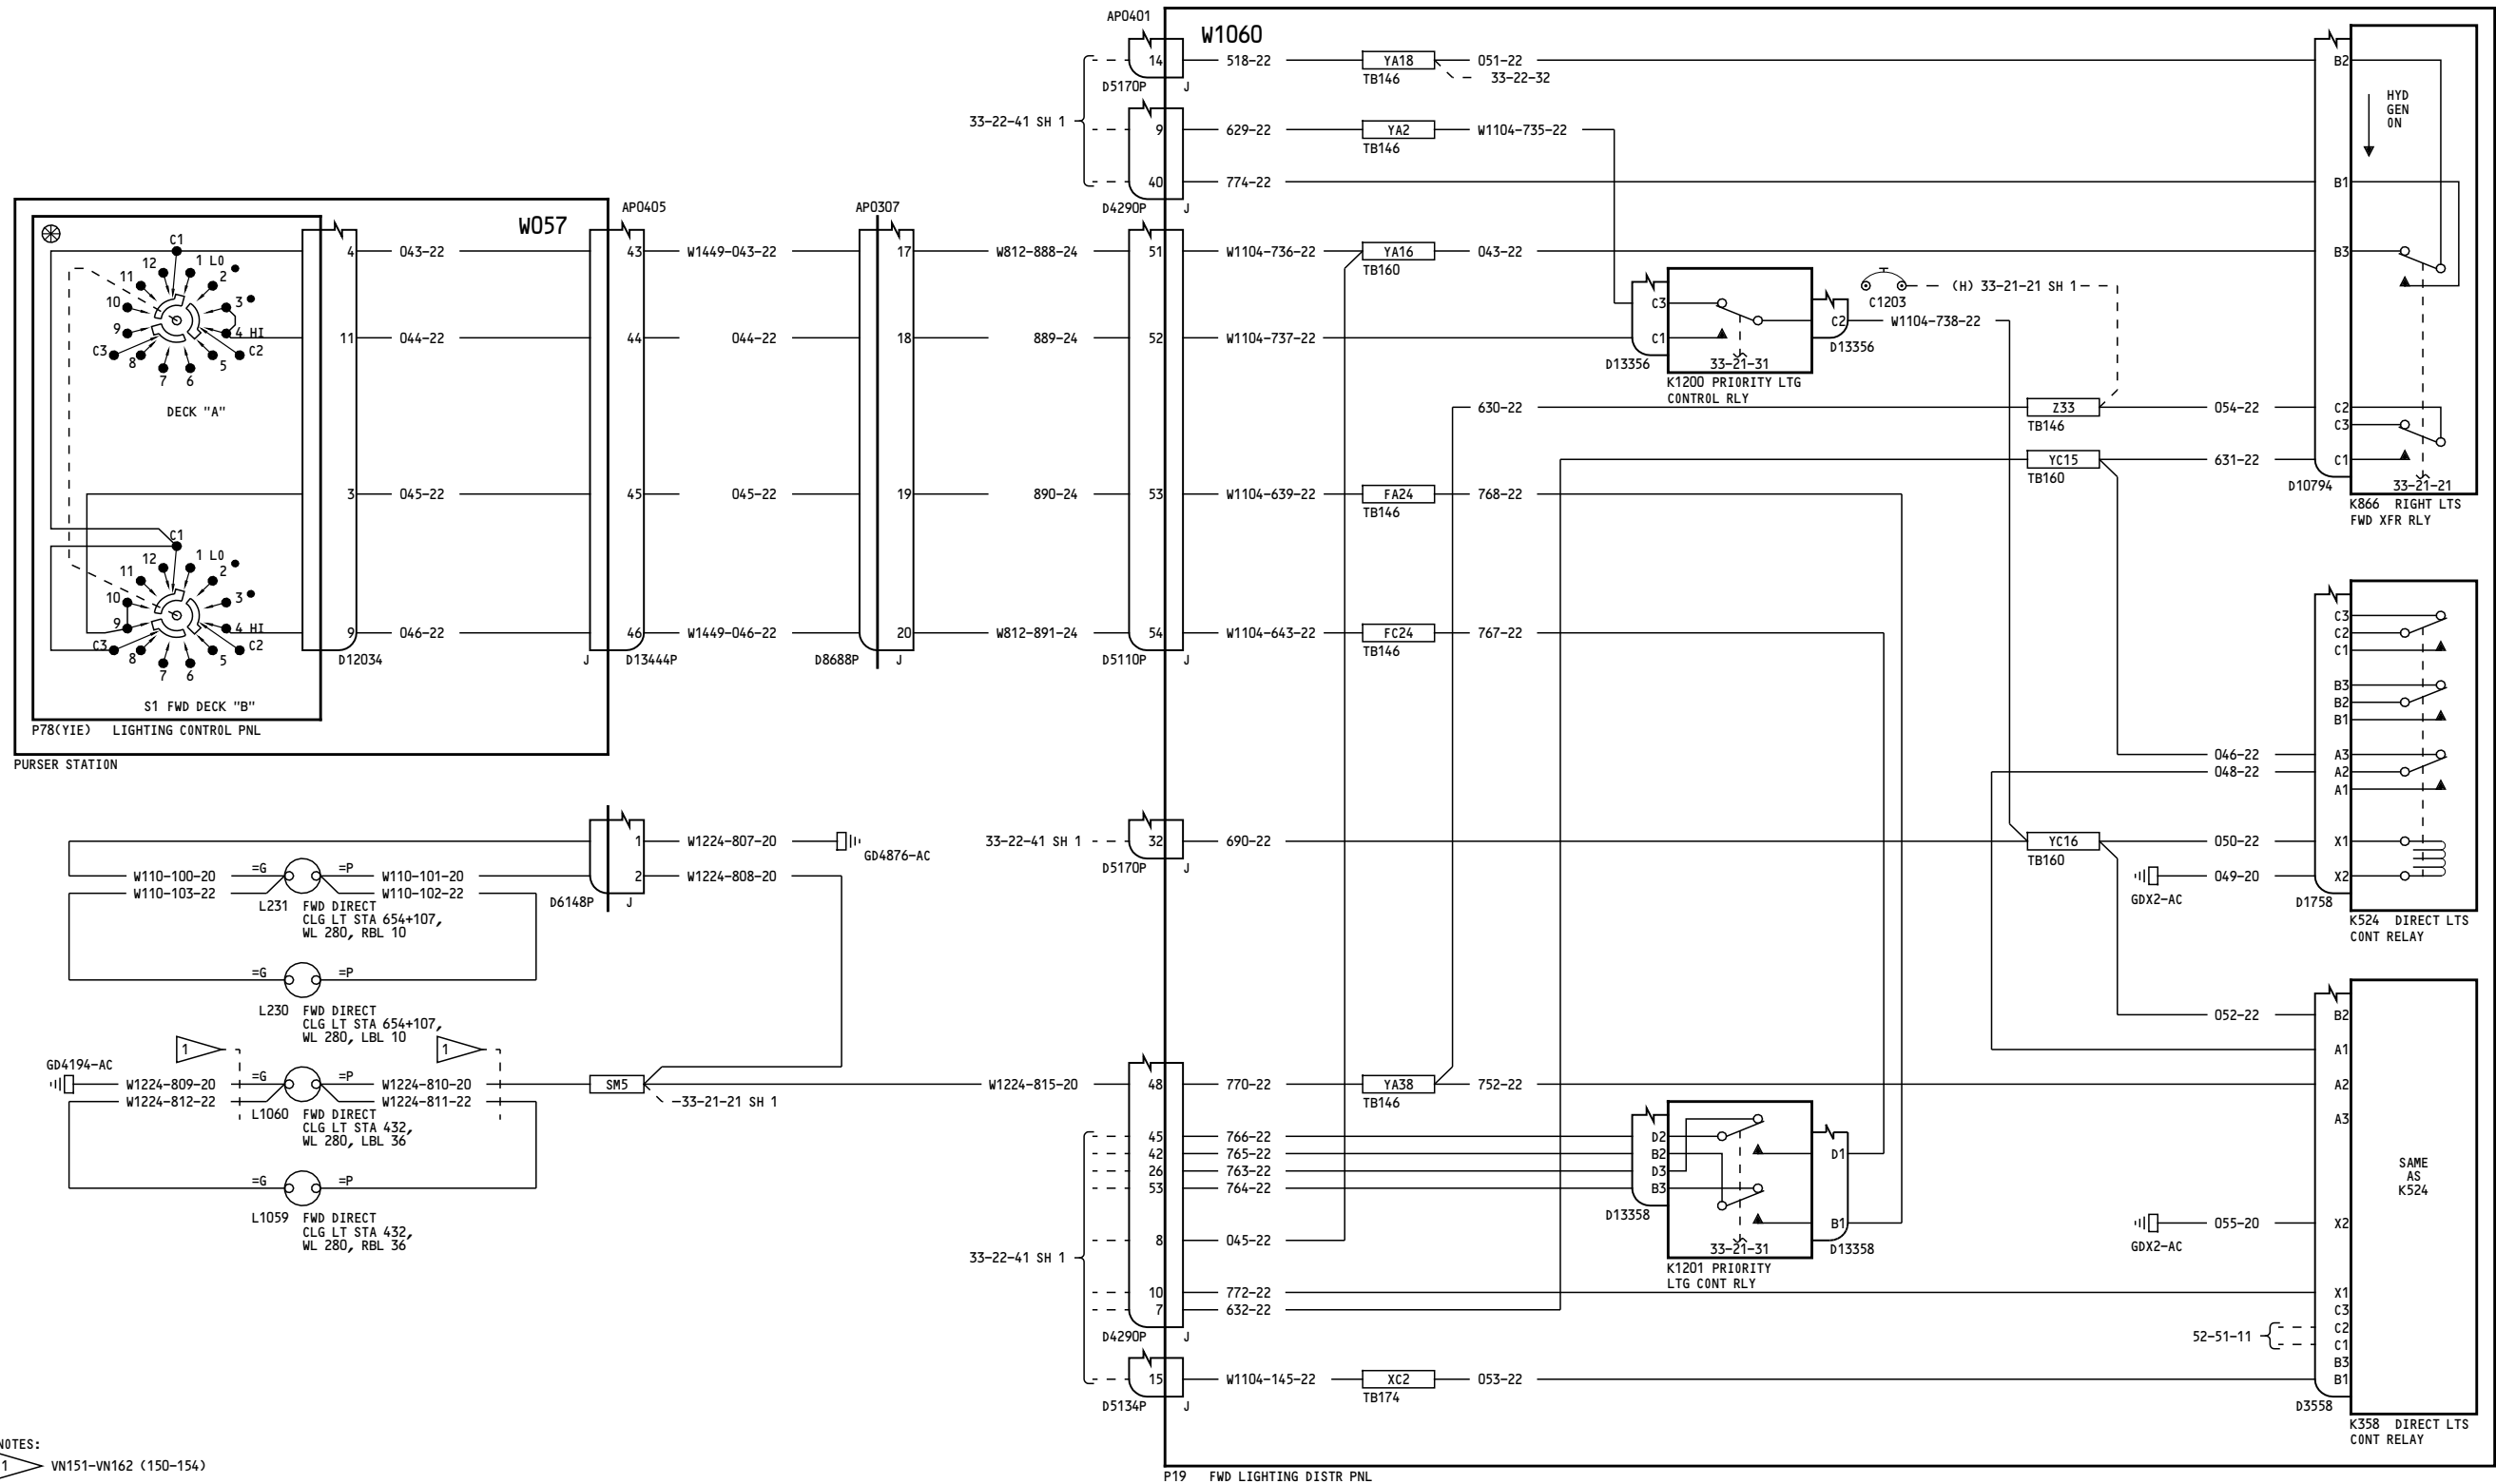 AP0401
W1060
14
518-22
YA18
051-22
B2
TB146
33-22-32
D5170P
J
HYD
GEN
ON
33-22-41 SH 1
9
629-22
YA2
W1104-735-22
TB146
40
774-22
B1
D4290P
J
W057
AP0405
AP0307
C1
4
043-22
43
W1449-043-22
17
W812-888-24
51
W1104-736-22
YA16
043-22
B3
TB160
12
1 LO
11
2
10
3
9
4 HI
C3
8
7
6
5
C2
DECK "A"
11
044-22
44
044-22
18
889-24
52
W1104-737-22
C3
C1
C2
W1104-738-22
D13356
D13356
33-21-31
K1200 PRIORITY LTG
CONTROL RLY
C1203
(H) 33-21-21 SH 1
630-22
Z33
054-22
C2
TB146
C3
YC15
631-22
C1
TB160
D10794
33-21-21
K866 RIGHT LTS
FWD XFR RLY
3
045-22
45
045-22
19
890-24
53
W1104-639-22
FA24
768-22
TB146
C1
12
1 LO
11
2
10
3
9
4 HI
C3
8
7
6
5
C2
9
046-22
46
W1449-046-22
20
W812-891-24
54
W1104-643-22
FC24
767-22
TB146
D12034
J
D13444P
D8688P
J
D5110P
J
S1 FWD DECK "B"
P78(YIE) LIGHTING CONTROL PNL
PURSER STATION
C3
C2
C1
B3
B2
B1
046-22
A3
048-22
A2
A1
1
W1224-807-20
GD4876-AC
33-22-41 SH 1
32
690-22
YC16
050-22
X1
TB160
D5170P
J
W110-100-20
=G
=P
W110-101-20
2
W1224-808-20
049-20
X2
W110-103-22
W110-102-22
GDX2-AC
D1758
D6148P
J
L231 FWD DIRECT
CLG LT STA 654+107,
WL 280, RBL 10
K524 DIRECT LTS
CONT RELAY
=G
=P
L230 FWD DIRECT
CLG LT STA 654+107,
WL 280, LBL 10
052-22
B2
1
1
A1
GD4194-AC
W1224-809-20
=G
=P
W1224-810-20
SM5
W1224-815-20
48
770-22
YA38
752-22
A2
TB146
W1224-812-22
W1224-811-22
33-21-21 SH 1
L1060 FWD DIRECT
CLG LT STA 432,
WL 280, LBL 36
A3
45
766-22
D2
42
765-22
B2
D1
26
763-22
D3
53
764-22
B3
D13358
B1
D13358
33-21-31
K1201 PRIORITY
LTG CONT RLY
SAME
AS
K524
=G
=P
L1059 FWD DIRECT
CLG LT STA 432,
WL 280, RBL 36
055-20
X2
GDX2-AC
33-22-41 SH 1
8
045-22
10
772-22
X1
7
632-22
C3
D4290P
J
52-51-11
C2
C1
B3
15
W1104-145-22
XC2
053-22
B1
TB174
D5134P
J
D3558
K358 DIRECT LTS
CONT RELAY
NOTES:
1 VN151-VN162 (150-154)
P19 FWD LIGHTING DISTR PNL